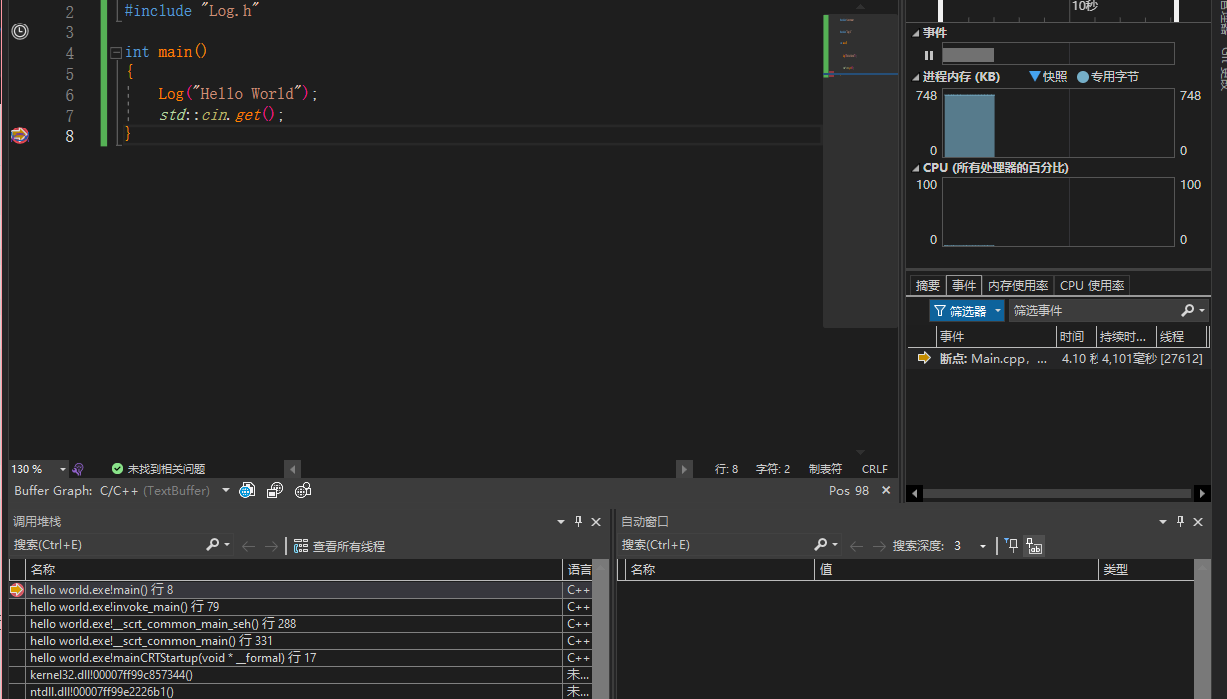 2 #include "Log.h"
3
4 int main()
5 {
6 Log("Hello World");
7 std::cin.get();
8 }
130 %
未找到相关问题
行: 8 字符: 2 制表符 CRLF
Buffer Graph: C/C++ (TextBuffer)
Pos 98
10秒
事件
进程内存 (KB) 快照 专用字节
748 748
0 0
CPU (所有处理器的百分比)
100 100
0 0
摘要 事件 内存使用率 CPU 使用率
筛选器 筛选事件
事件 时间 持续时... 线程
断点: Main.cpp, ... 4.10 秒 4,101毫秒 [27612]
调用堆栈
搜索(Ctrl+E) 查看所有线程
名称 语言
hello world.exe!main() 行 8 C++
hello world.exe!invoke_main() 行 79 C++
hello world.exe!__scrt_common_main_seh() 行 288 C++
hello world.exe!__scrt_common_main() 行 331 C++
hello world.exe!mainCRTStartup(void * __formal) 行 17 C++
kernel32.dll!00007ff99c857344() 未...
ntdll.dll!00007ff99e2226b1() 未...
自动窗口
搜索(Ctrl+E) 搜索深度: 3
名称 值 类型